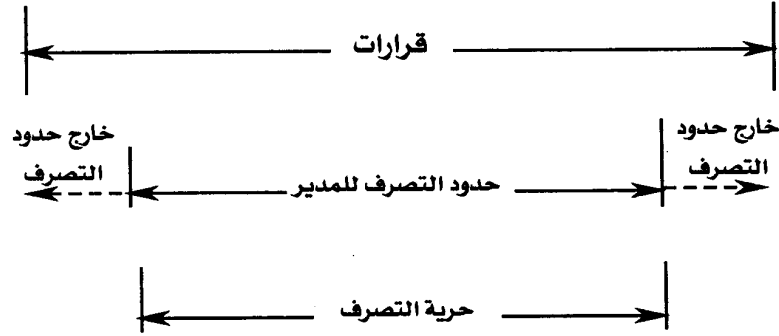 قرارات
خارج حدود
التصرف
حدود التصرف للمدير
خارج حدود
التصرف
حرية التصرف